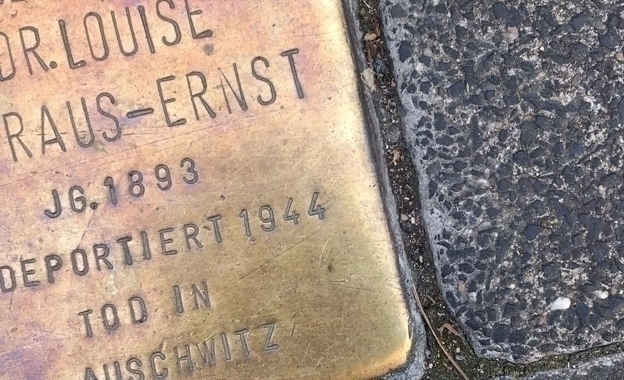 DR. LOUISE
RAUS-ERNST
JG. 1893
DEPORTIERT 1944
TOD IN
AUSCHWITZ